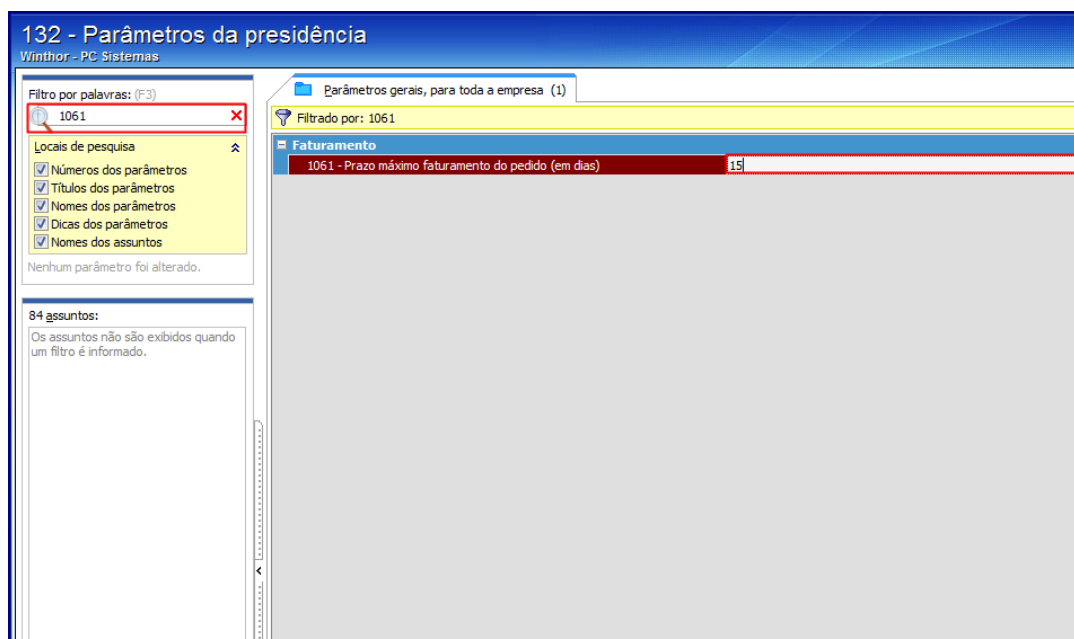 132 - Parâmetros da presidência
Winthor - PC Sistemas
Filtro por palavras: (F3)
1061
Locais de pesquisa
Números dos parâmetros
Títulos dos parâmetros
Nomes dos parâmetros
Dicas dos parâmetros
Nomes dos assuntos
Nenhum parâmetro foi alterado.
84 assuntos:
Os assuntos não são exibidos quando
um filtro é informado.
Parâmetros gerais, para toda a empresa (1)
Filtrado por: 1061
Faturamento
1061 - Prazo máximo faturamento do pedido (em dias) 15